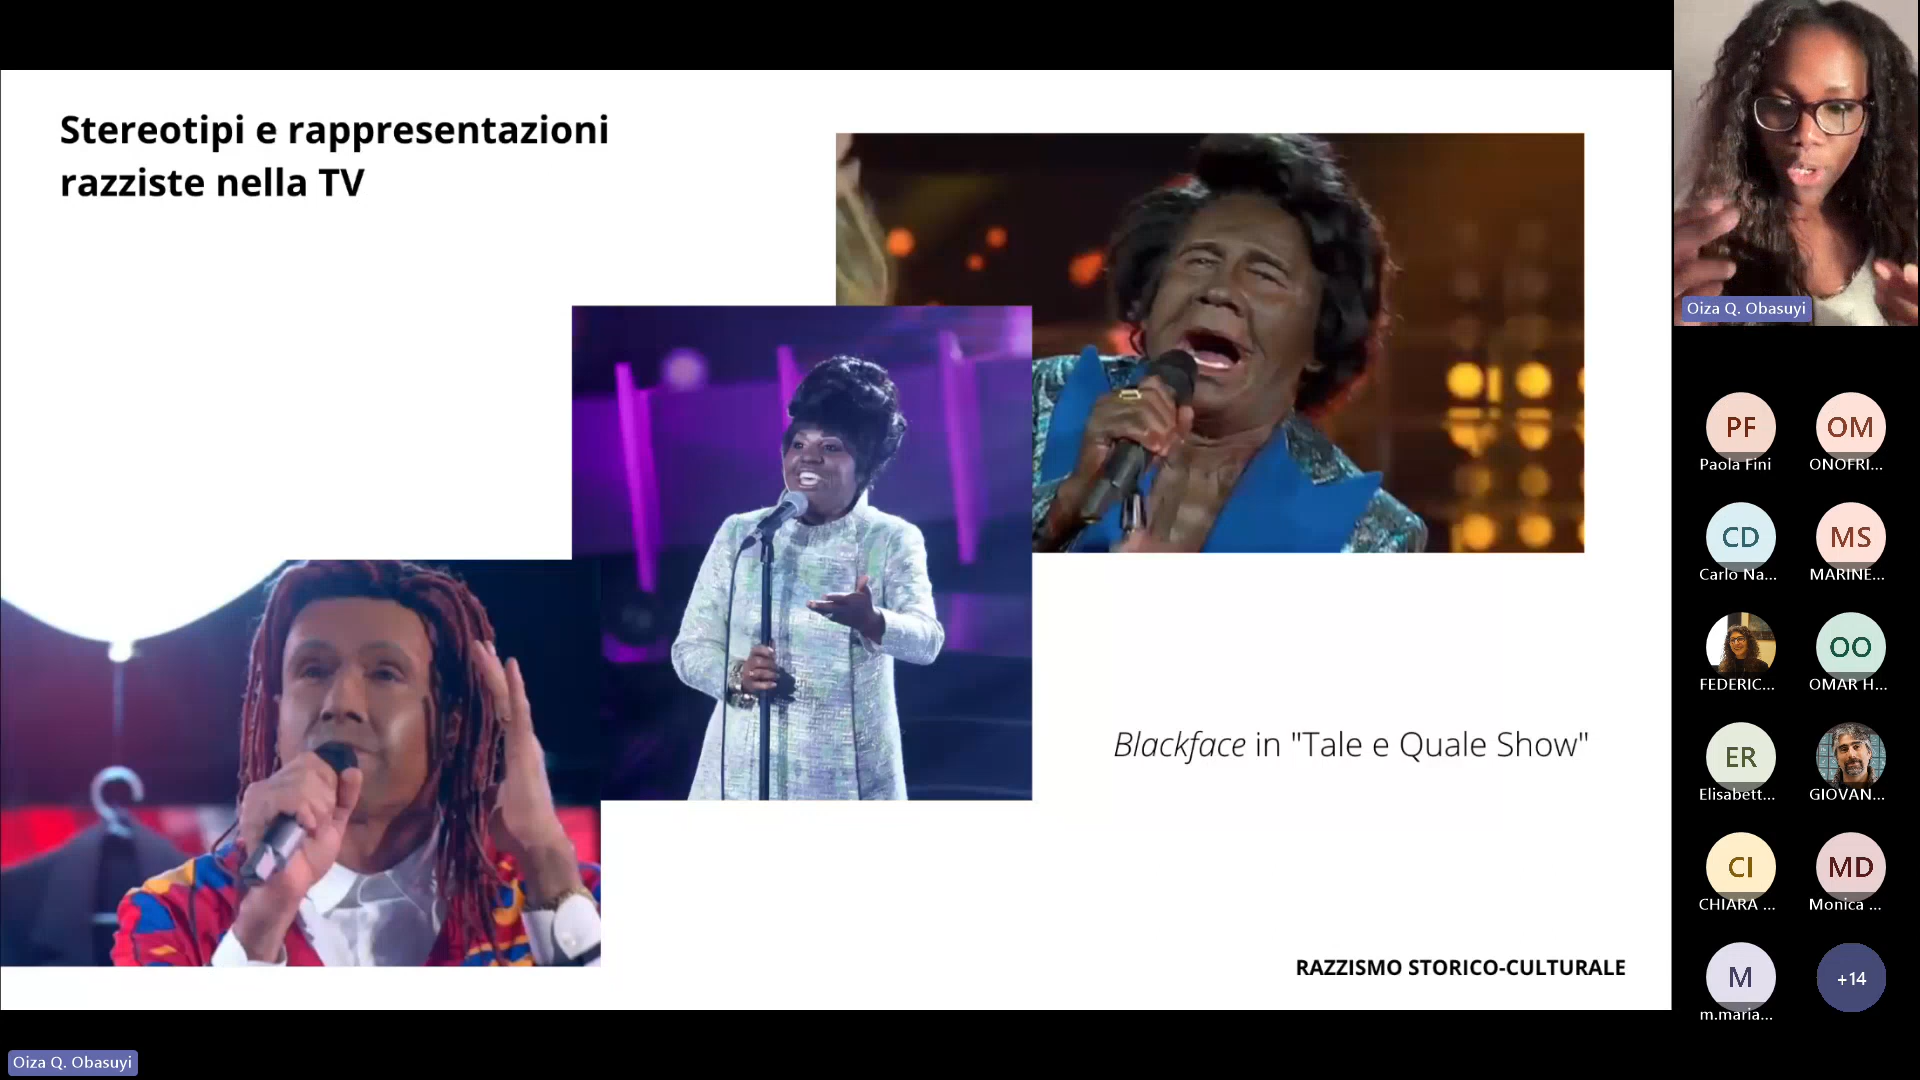 Stereotipi e rappresentazioni
razziste nella TV
Blackface in "Tale e Quale Show"
RAZZISMO STORICO-CULTURALE
Oiza Q. Obasuyi
Oiza Q. Obasuyi
PF
Paola Fini
OM
ONOFRI...
CD
Carlo Na...
MS
MARINE...
FEDERIC...
OO
OMAR H...
ER
Elisabett...
GIOVAN...
CI
CHIARA ...
MD
Monica ...
M
m.maria...
+14